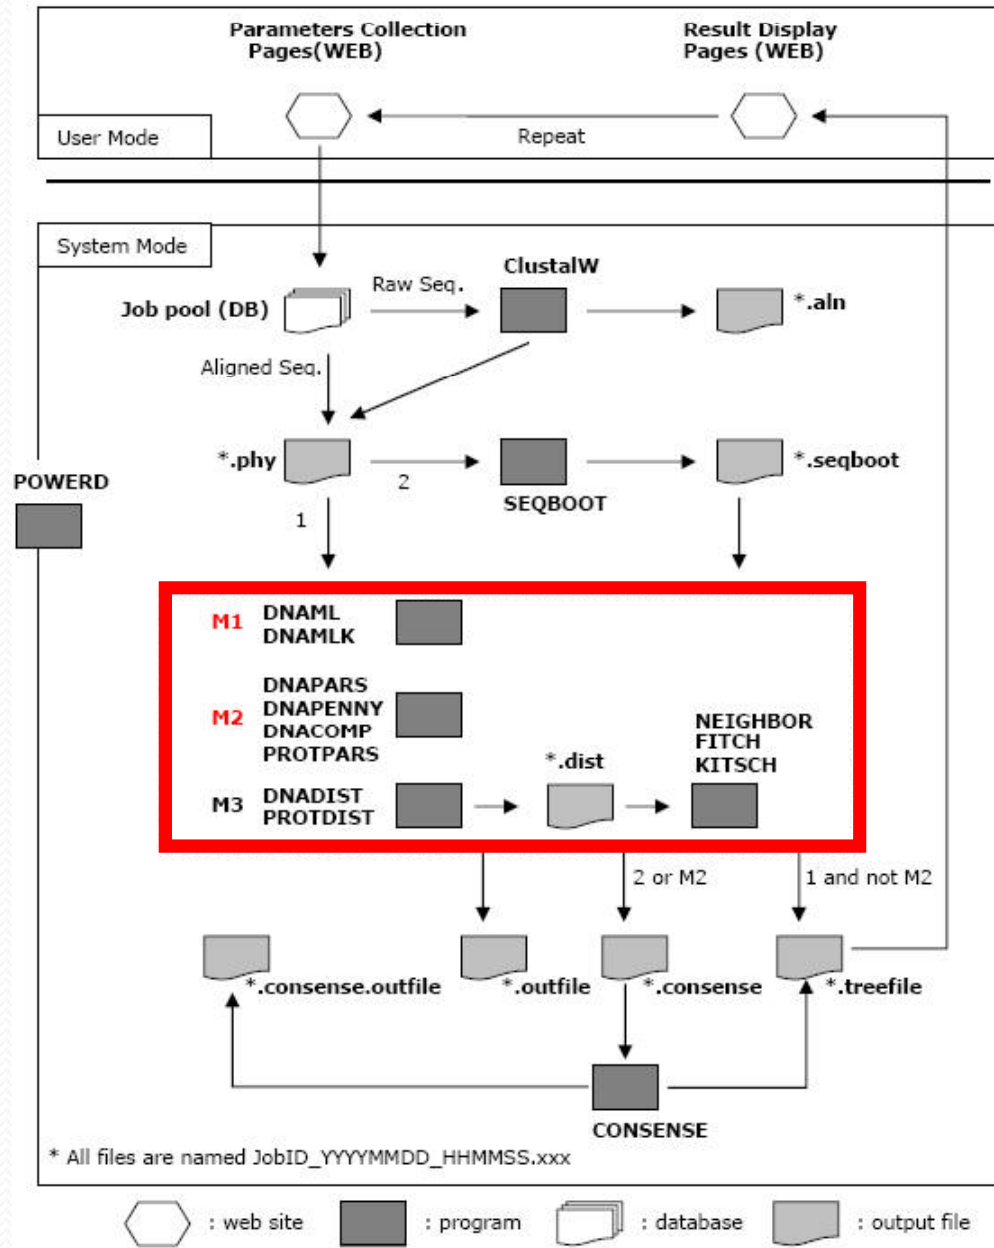 Parameters Collection
Pages(WEB)
Result Display
Pages (WEB)
User Mode
Repeat
System Mode
ClustalW
Raw Seq.
Job pool (DB)
*.aln
Aligned Seq.
*.phy
2
*.seqboot
POWERD
SEQBOOT
1
M1
DNAML
DNAMLK
M2
DNAPARS
DNAPENNY
DNACOMP
PROTPARS
NEIGHBOR
FITCH
KITSCH
*.dist
M3
DNADIST
PROTDIST
2 or M2
1 and not M2
*.consense.outfile
*.outfile
*.consense
*.treefile
CONSENSE
* All files are named JobID_YYYYMMDD_HHMMSS.xxx
: web site
: program
: database
: output file